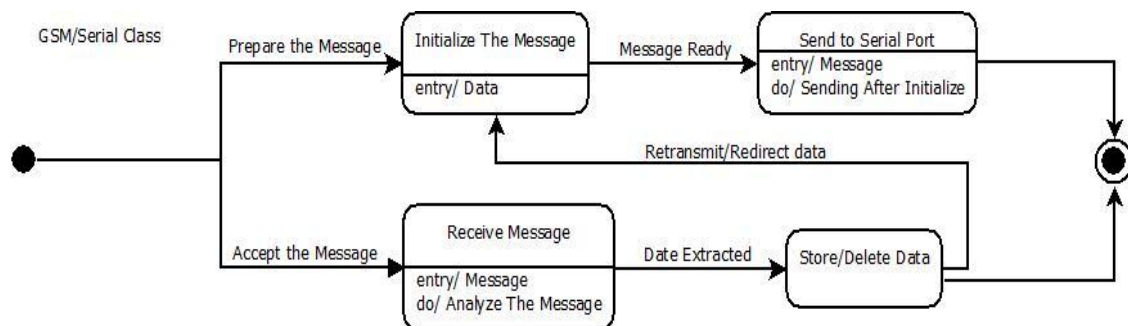 GSM/Serial Class
Prepare the Message
Initialize The Message
entry/ Data
Message Ready
Send to Serial Port
entry/ Message
do/ Sending After Initialize
Retransmit/Redirect data
Accept the Message
Receive Message
entry/ Message
do/ Analyze The Message
Date Extracted
Store/Delete Data